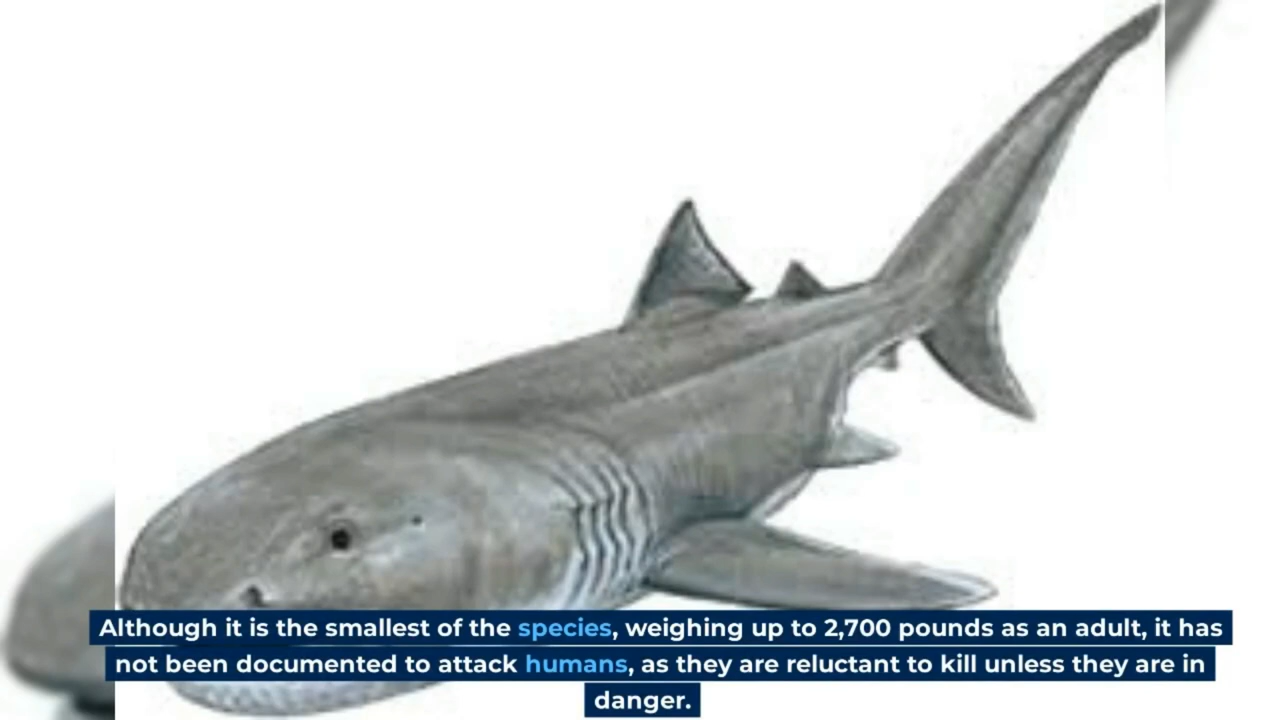 Although it is the smallest of the species, weighing up to 2,700 pounds as an adult, it has
not been documented to attack humans, as they are reluctant to kill unless they are in
danger.